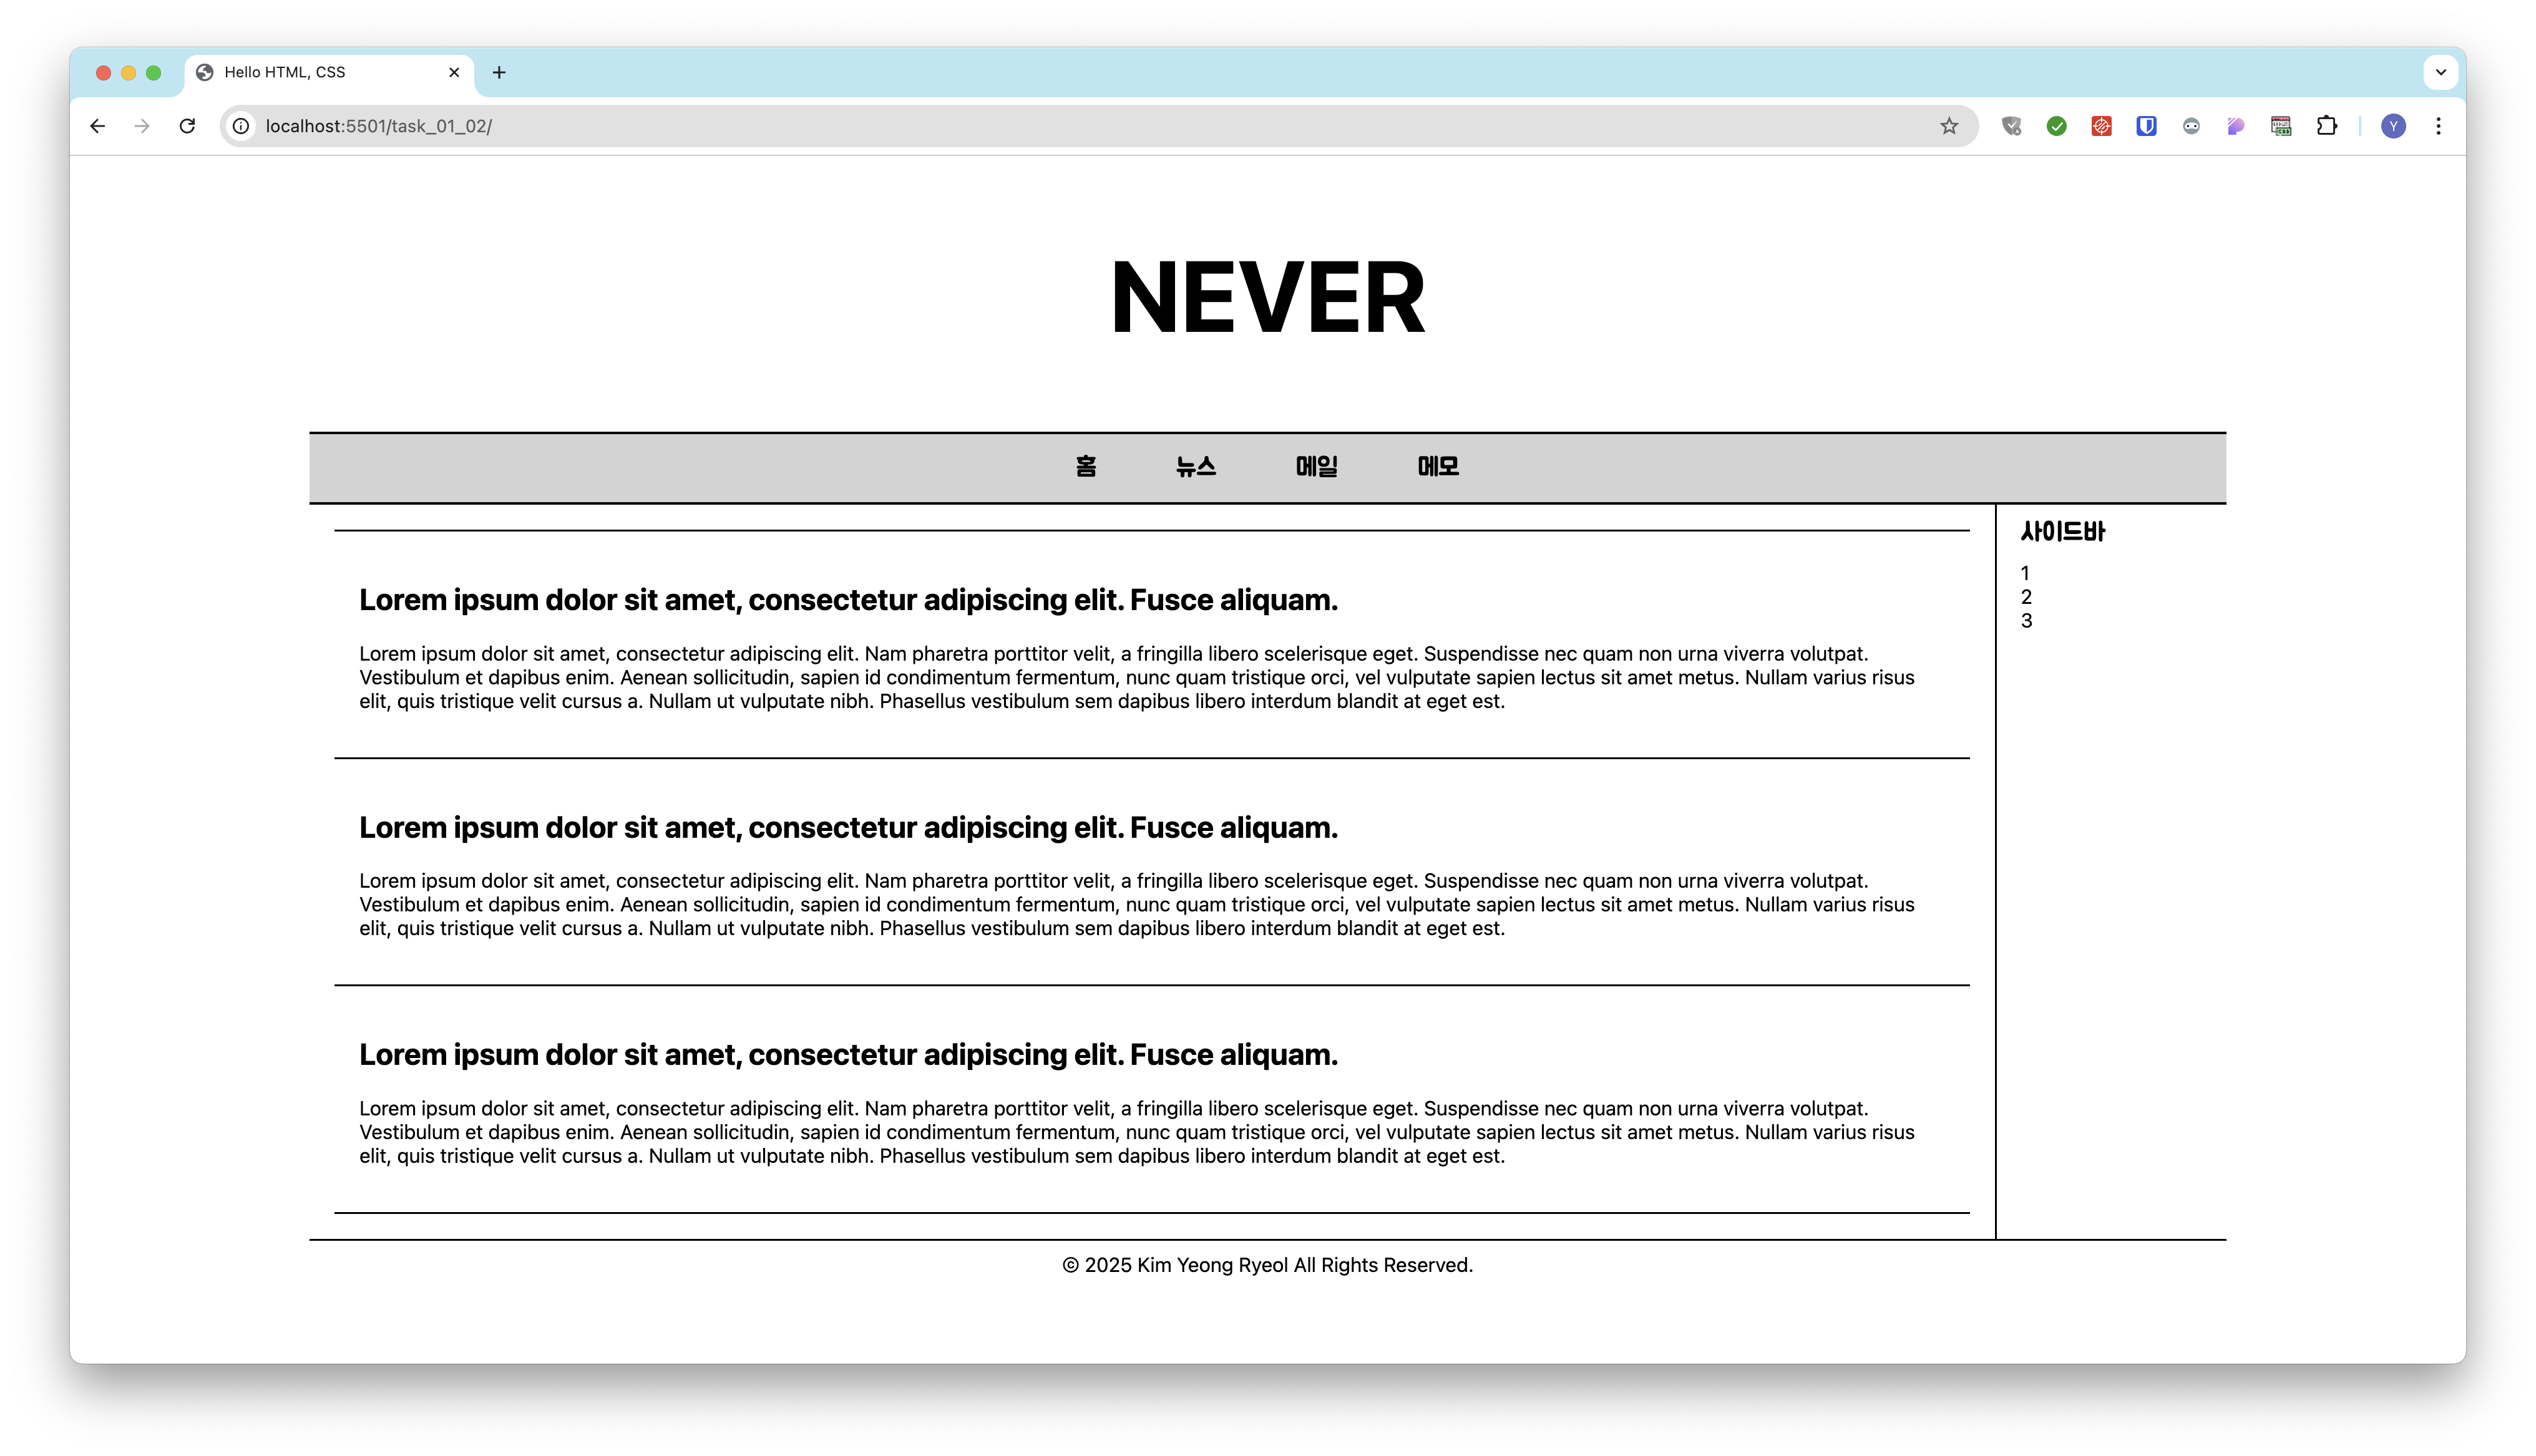 Hello HTML, CSS
localhost:5501/task_01_02/
Y
NEVER
홈 뉴스 메일 메모
사이드바
1
2
3
Lorem ipsum dolor sit amet, consectetur adipiscing elit. Fusce aliquam.
Lorem ipsum dolor sit amet, consectetur adipiscing elit. Nam pharetra porttitor velit, a fringilla libero scelerisque eget. Suspendisse nec quam non urna viverra volutpat.
Vestibulum et dapibus enim. Aenean sollicitudin, sapien id condimentum fermentum, nunc quam tristique orci, vel vulputate sapien lectus sit amet metus. Nullam varius risus
elit, quis tristique velit cursus a. Nullam ut vulputate nibh. Phasellus vestibulum sem dapibus libero interdum blandit at eget est.
Lorem ipsum dolor sit amet, consectetur adipiscing elit. Fusce aliquam.
Lorem ipsum dolor sit amet, consectetur adipiscing elit. Nam pharetra porttitor velit, a fringilla libero scelerisque eget. Suspendisse nec quam non urna viverra volutpat.
Vestibulum et dapibus enim. Aenean sollicitudin, sapien id condimentum fermentum, nunc quam tristique orci, vel vulputate sapien lectus sit amet metus. Nullam varius risus
elit, quis tristique velit cursus a. Nullam ut vulputate nibh. Phasellus vestibulum sem dapibus libero interdum blandit at eget est.
Lorem ipsum dolor sit amet, consectetur adipiscing elit. Fusce aliquam.
Lorem ipsum dolor sit amet, consectetur adipiscing elit. Nam pharetra porttitor velit, a fringilla libero scelerisque eget. Suspendisse nec quam non urna viverra volutpat.
Vestibulum et dapibus enim. Aenean sollicitudin, sapien id condimentum fermentum, nunc quam tristique orci, vel vulputate sapien lectus sit amet metus. Nullam varius risus
elit, quis tristique velit cursus a. Nullam ut vulputate nibh. Phasellus vestibulum sem dapibus libero interdum blandit at eget est.
© 2025 Kim Yeong Ryeol All Rights Reserved.